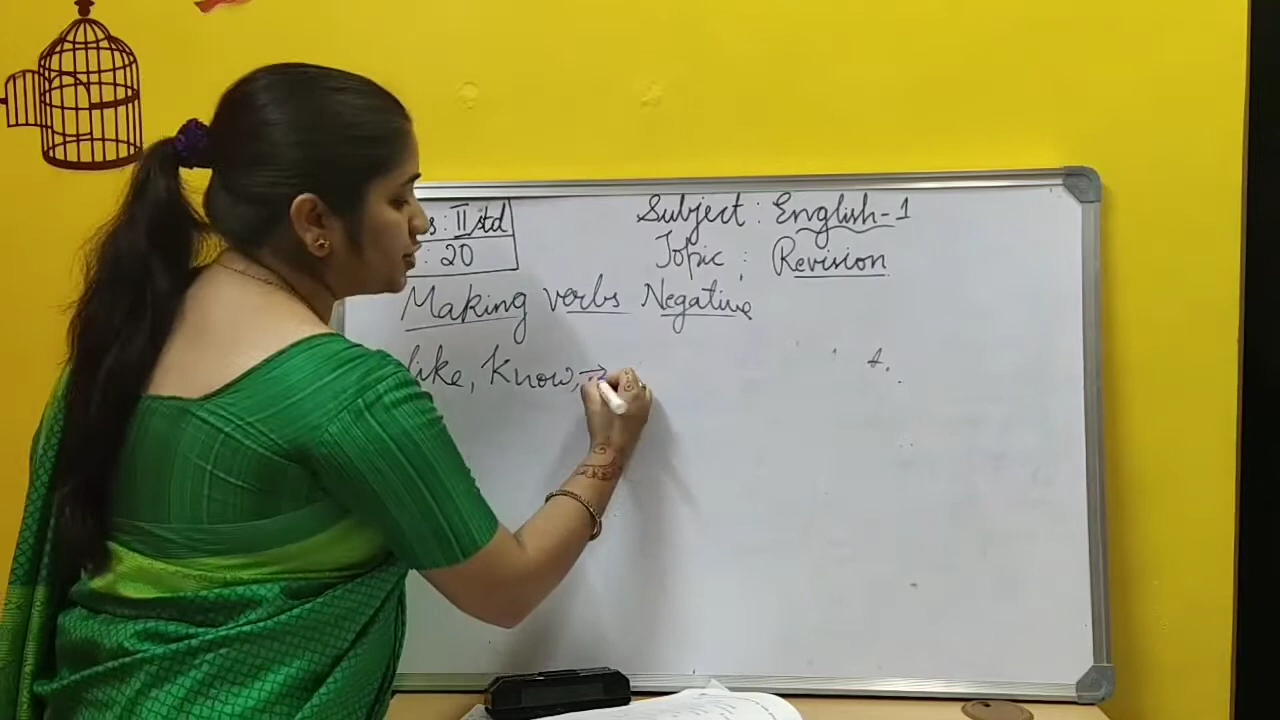 s : II std
: 20
Subject : English-1
Topic : Revision
Making verbs Negative
like, Know, →